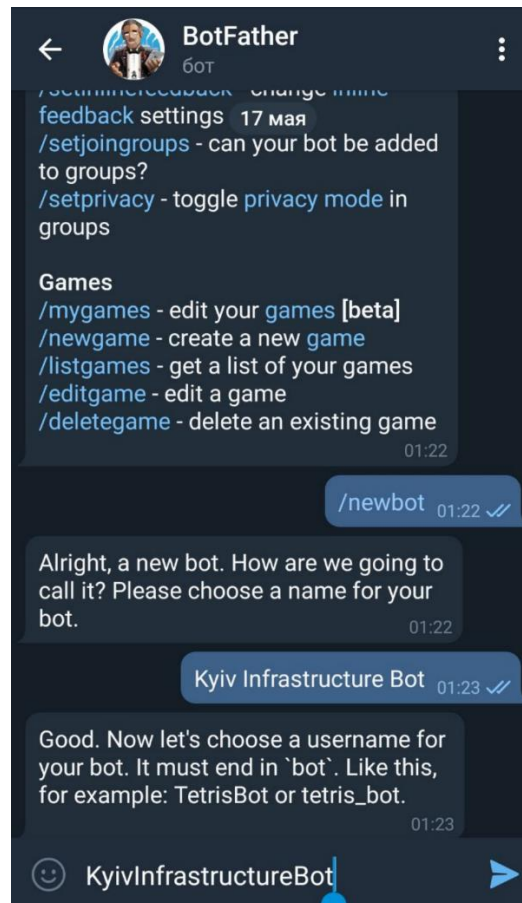 BotFather
бот
/setinlinefeedback - change inline
feedback settings
17 мая
/setjoingroups - can your bot be added
to groups?
/setprivacy - toggle privacy mode in
groups
Games
/mygames - edit your games [beta]
/newgame - create a new game
/listgames - get a list of your games
/editgame - edit a game
/deletegame - delete an existing game
01:22
/newbot 01:22
Alright, a new bot. How are we going to
call it? Please choose a name for your
bot.
01:22
Kyiv Infrastructure Bot 01:23
Good. Now let's choose a username for
your bot. It must end in `bot`. Like this,
for example: TetrisBot or tetris_bot.
01:23
KyivInfrastructureBot